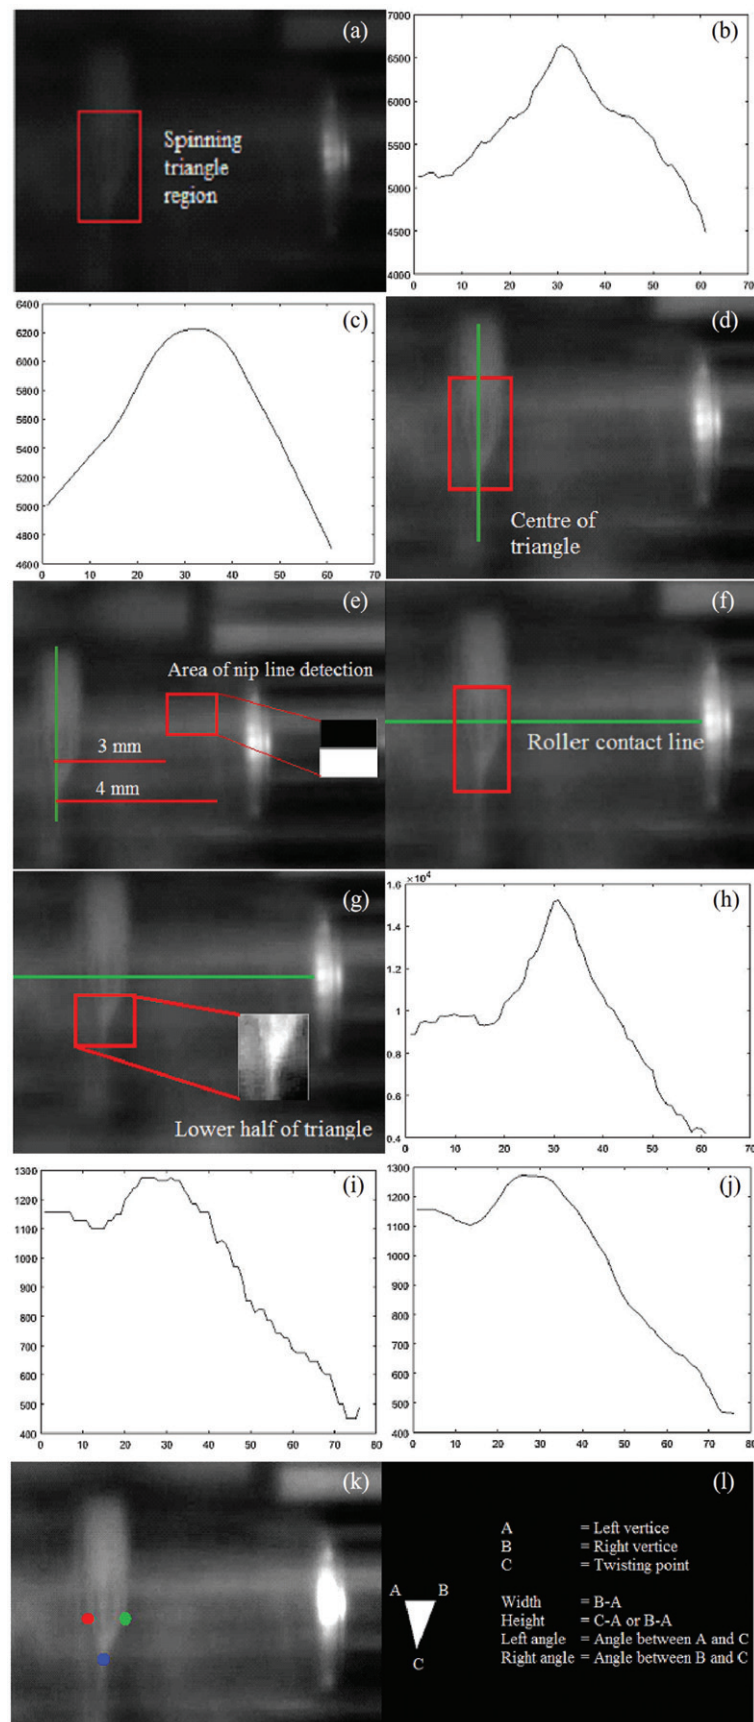 (a)
Spinning
triangle
region
(b)
7000
6500
6000
5500
5000
4500
4000
0 10 20 30 40 50 60 70
(c)
6400
6200
6000
5800
5600
5400
5200
5000
4800
4600
0 10 20 30 40 50 60 70
(d)
Centre of
triangle
(e)
Area of nip line detection
3 mm
4 mm
(f)
Roller contact line
(g)
Lower half of triangle
(h)
×10⁴
1.6
1.4
1.2
1
0.8
0.6
0.4
0 10 20 30 40 50 60 70
(i)
1300
1200
1100
1000
900
800
700
600
500
400
0 10 20 30 40 50 60 70 80
(j)
1300
1200
1100
1000
900
800
700
600
500
400
0 10 20 30 40 50 60 70 80
(k)
(l)
A = Left vertice
B = Right vertice
C = Twisting point
A B
C
Width = B-A
Height = C-A or B-A
Left angle = Angle between A and C
Right angle = Angle between B and C